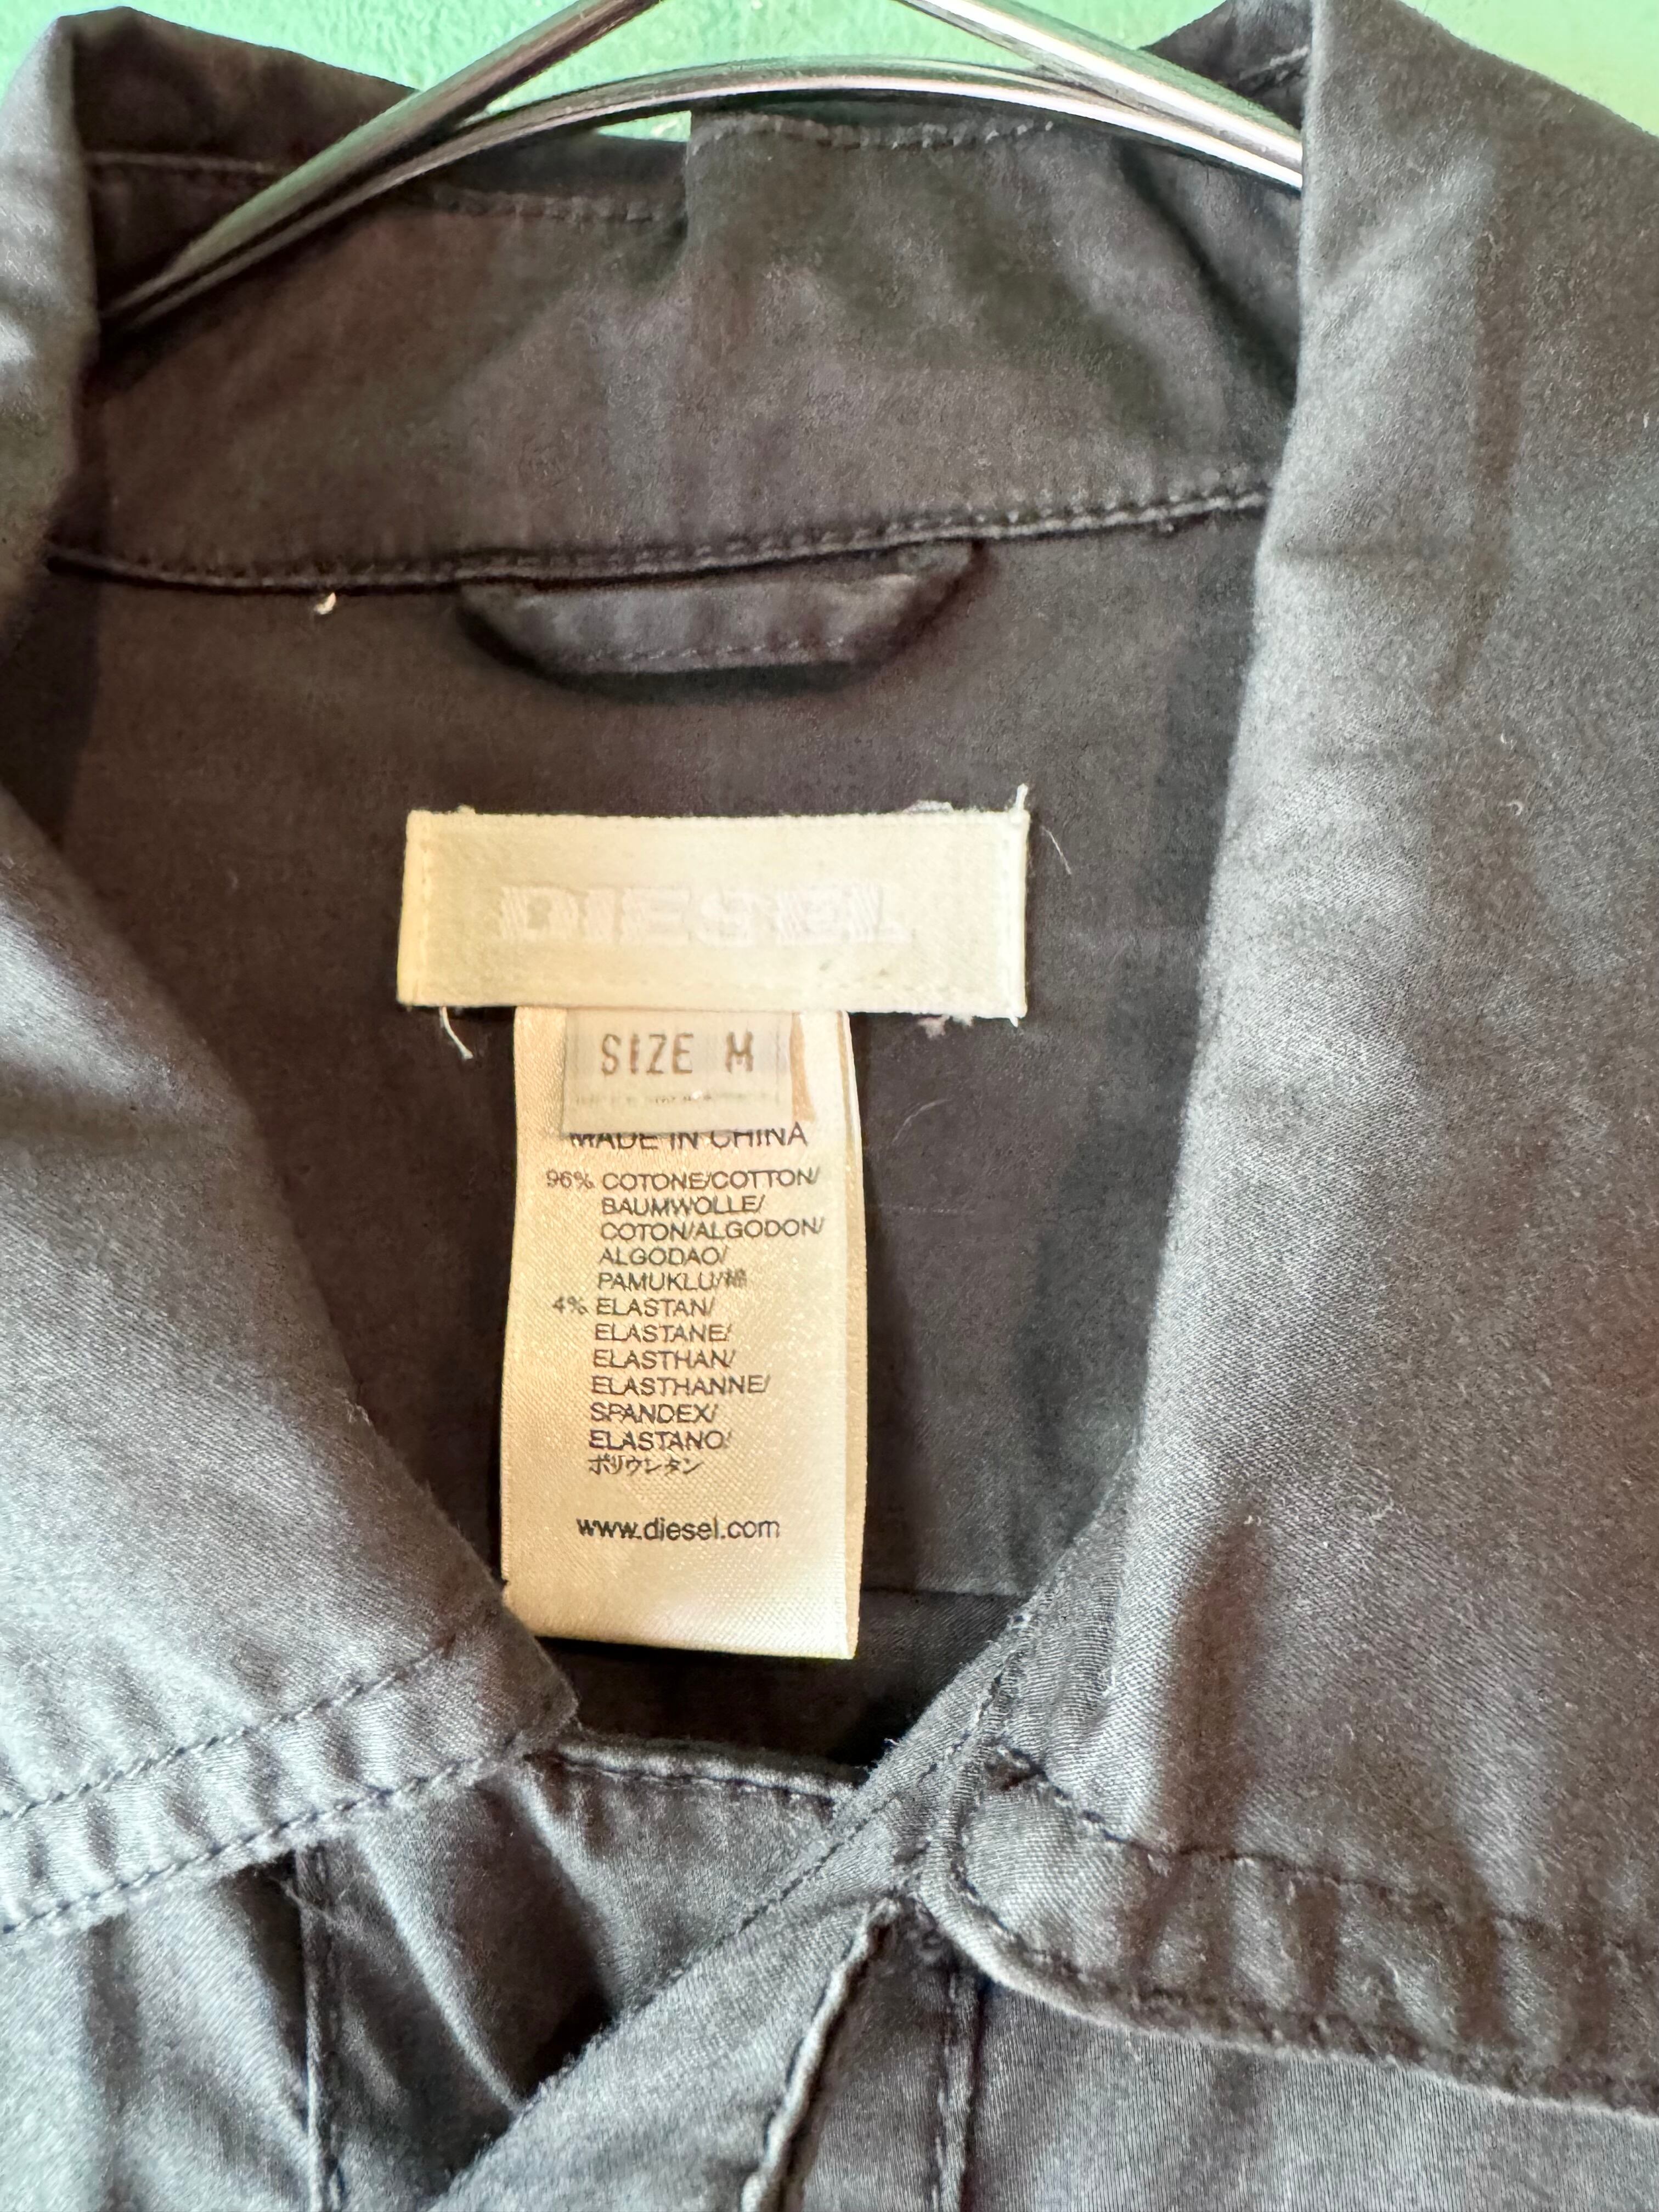 DIESEL
SIZE M
MADE IN CHINA
96% COTONE/COTTON/
BAUMWOLLE/
COTON/ALGODON/
ALGODAO/
PAMUKLU/綿
4% ELASTAN/
ELASTANE/
ELASTHAN/
ELASTHANNE/
SPANDEX/
ELASTANO/
ポリウレタン
www.diesel.com